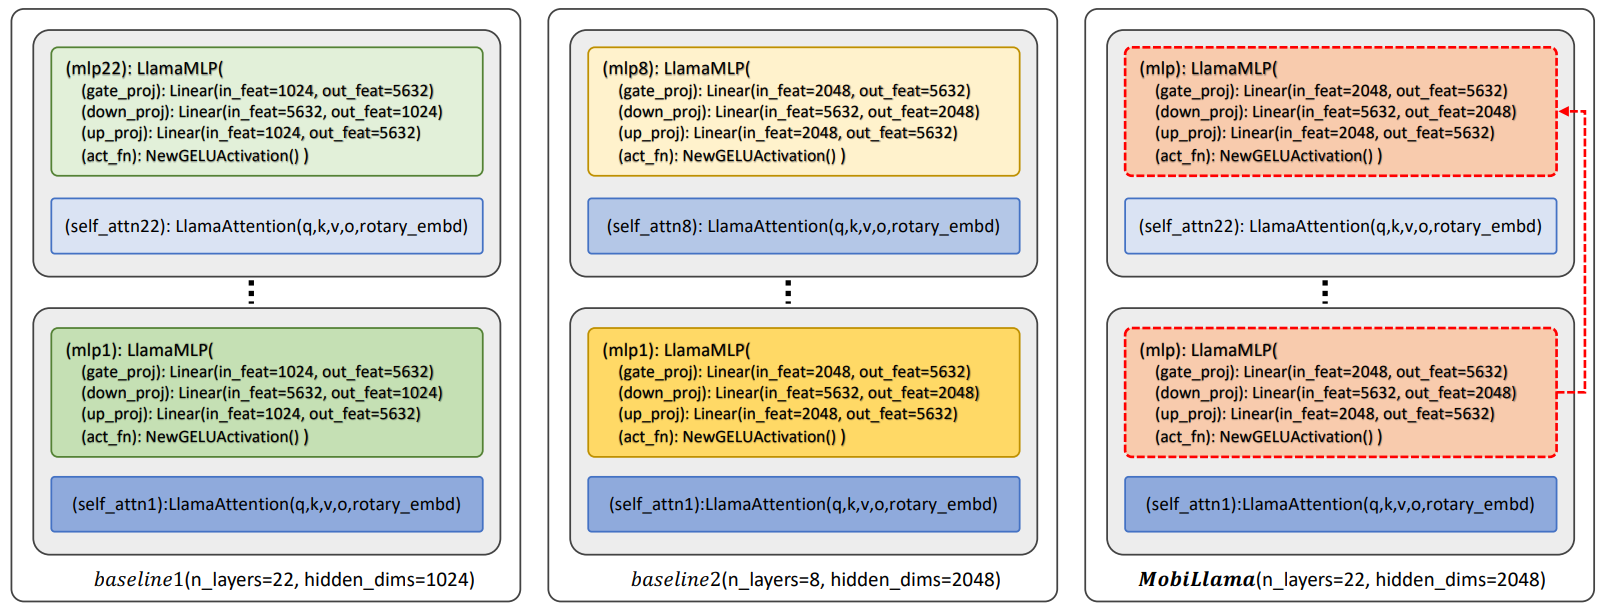 (mlp22): LlamaMLP(
(gate_proj): Linear(in_feat=1024, out_feat=5632)
(down_proj): Linear(in_feat=5632, out_feat=1024)
(up_proj): Linear(in_feat=1024, out_feat=5632)
(act_fn): NewGELUActivation() )
(self_attn22): LlamaAttention(q,k,v,o,rotary_embd)
(mlp1): LlamaMLP(
(gate_proj): Linear(in_feat=1024, out_feat=5632)
(down_proj): Linear(in_feat=5632, out_feat=1024)
(up_proj): Linear(in_feat=1024, out_feat=5632)
(act_fn): NewGELUActivation() )
(self_attn1):LlamaAttention(q,k,v,o,rotary_embd)
baseline1(n_layers=22, hidden_dims=1024)
(mlp8): LlamaMLP(
(gate_proj): Linear(in_feat=2048, out_feat=5632)
(down_proj): Linear(in_feat=5632, out_feat=2048)
(up_proj): Linear(in_feat=2048, out_feat=5632)
(act_fn): NewGELUActivation() )
(self_attn8): LlamaAttention(q,k,v,o,rotary_embd)
(mlp1): LlamaMLP(
(gate_proj): Linear(in_feat=2048, out_feat=5632)
(down_proj): Linear(in_feat=5632, out_feat=2048)
(up_proj): Linear(in_feat=2048, out_feat=5632)
(act_fn): NewGELUActivation() )
(self_attn1):LlamaAttention(q,k,v,o,rotary_embd)
baseline2(n_layers=8, hidden_dims=2048)
(mlp): LlamaMLP(
(gate_proj): Linear(in_feat=2048, out_feat=5632)
(down_proj): Linear(in_feat=5632, out_feat=2048)
(up_proj): Linear(in_feat=2048, out_feat=5632)
(act_fn): NewGELUActivation() )
(self_attn22): LlamaAttention(q,k,v,o,rotary_embd)
(mlp): LlamaMLP(
(gate_proj): Linear(in_feat=2048, out_feat=5632)
(down_proj): Linear(in_feat=5632, out_feat=2048)
(up_proj): Linear(in_feat=2048, out_feat=5632)
(act_fn): NewGELUActivation() )
(self_attn1):LlamaAttention(q,k,v,o,rotary_embd)
MobiLlama(n_layers=22, hidden_dims=2048)